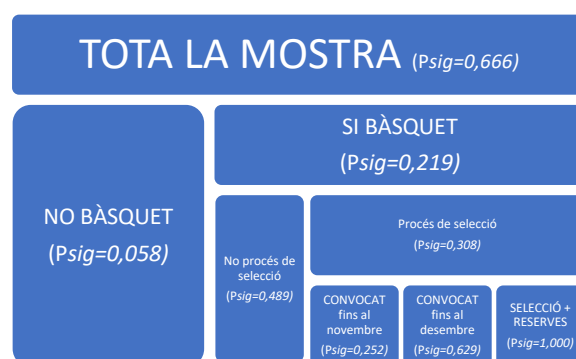 TOTA LA MOSTRA (Psig=0,666)
SI BÀSQUET
(Psig=0,219)
NO BÀSQUET
(Psig=0,058)
No procés de
selecció
(Psig=0,489)
Procés de selecció
(Psig=0,308)
CONVOCAT
fins al
novembre
(Psig=0,252)
CONVOCAT
fins al
desembre
(Psig=0,629)
SELECCIÓ +
RESERVES
(Psig=1,000)